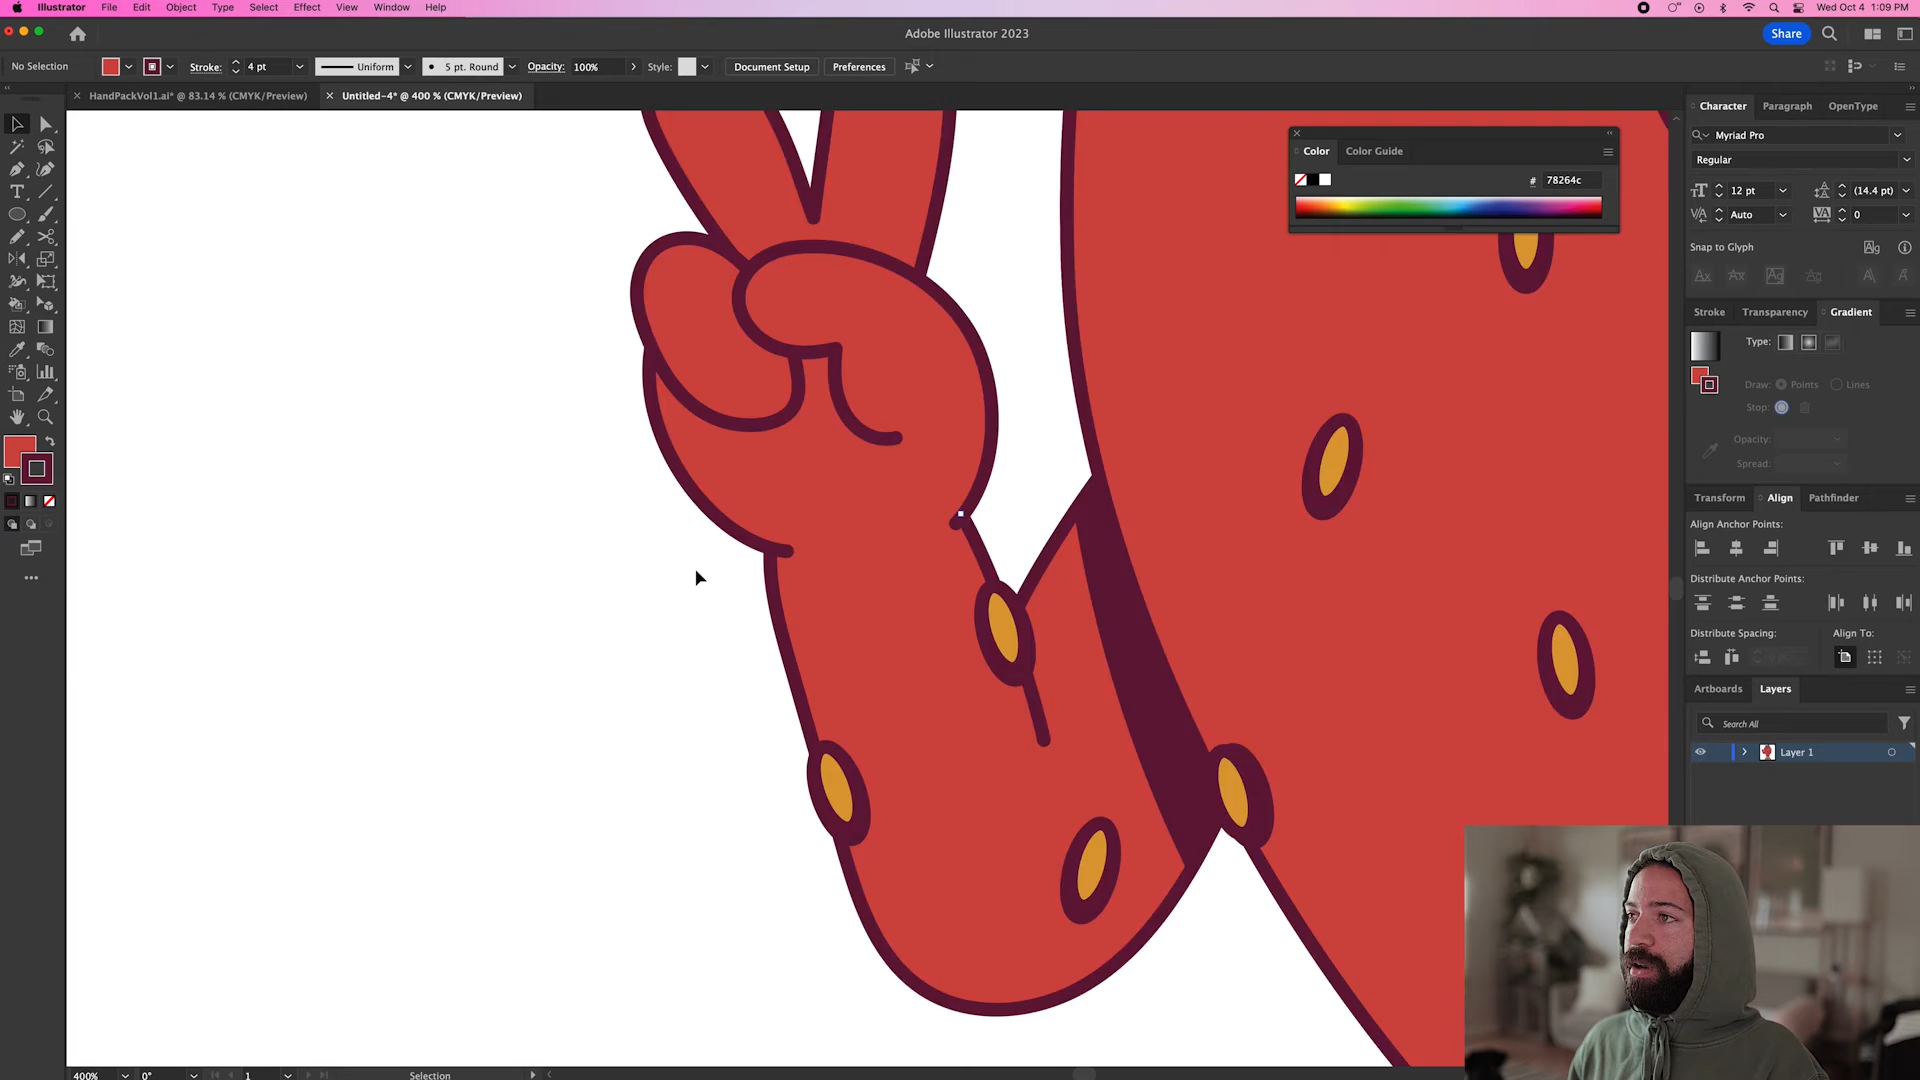 Illustrator File Edit Object Type Select Effect View Window Help Wed Oct 4 1:09 PM
Adobe Illustrator 2023 Share
No Selection Stroke: 4 pt Uniform 5 pt. Round Opacity: 100% Style: Document Setup Preferences
HandPackVol1.ai* @ 83.14 % (CMYK/Preview) Untitled-4* @ 400 % (CMYK/Preview)
Character Paragraph OpenType
Myriad Pro
Regular
12 pt (14.4 pt)
Auto 0
Snap to Glyph
Color Color Guide
# 78264c
Stroke Transparency Gradient
Type:
Draw: Points Lines
Stop:
Opacity:
Spread:
Transform Align Pathfinder
Align Anchor Points:
Distribute Anchor Points:
Distribute Spacing: Align To:
Artboards Layers
Search All
Layer 1
400% 0° 1 Selection